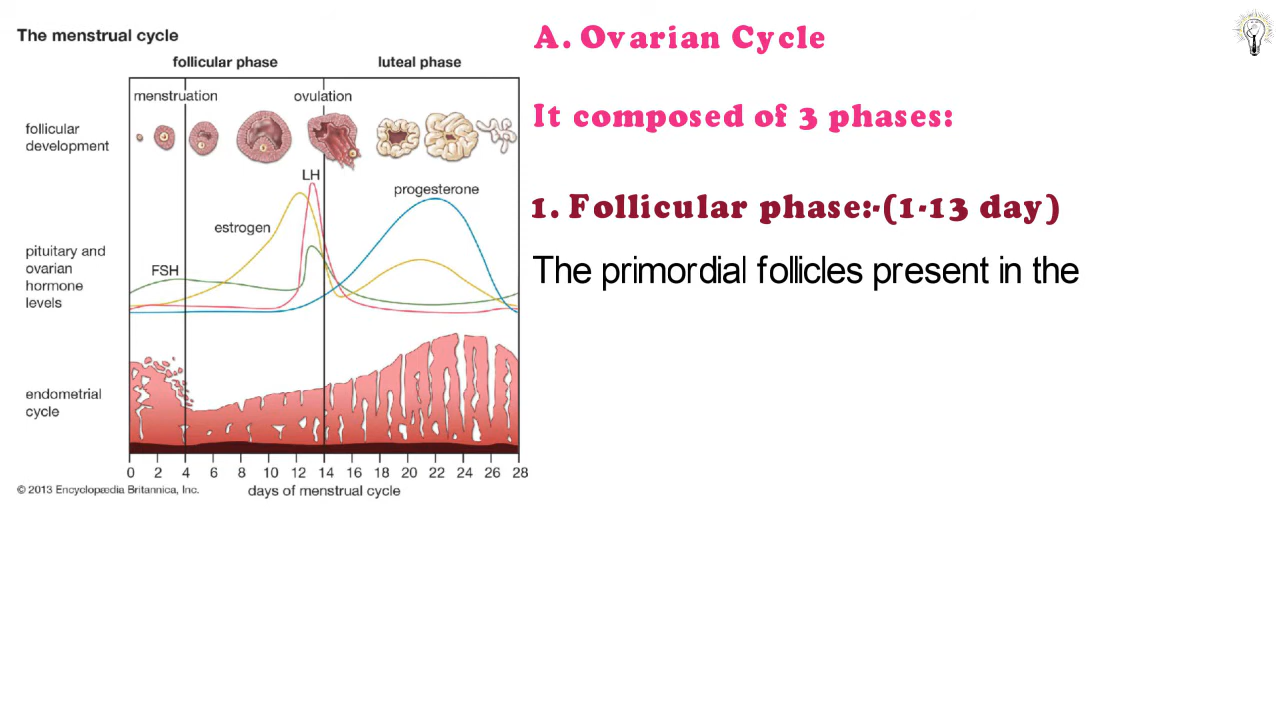 The menstrual cycle
follicular phase
luteal phase
menstruation
ovulation
follicular
development
LH
progesterone
estrogen
FSH
pituitary and
ovarian
hormone
levels
endometrial
cycle
0 2 4 6 8 10 12 14 16 18 20 22 24 26 28
days of menstrual cycle
© 2013 Encyclopædia Britannica, Inc.
A. Ovarian Cycle
It composed of 3 phases:
1. Follicular phase:-(1-13 day)
The primordial follicles present in the